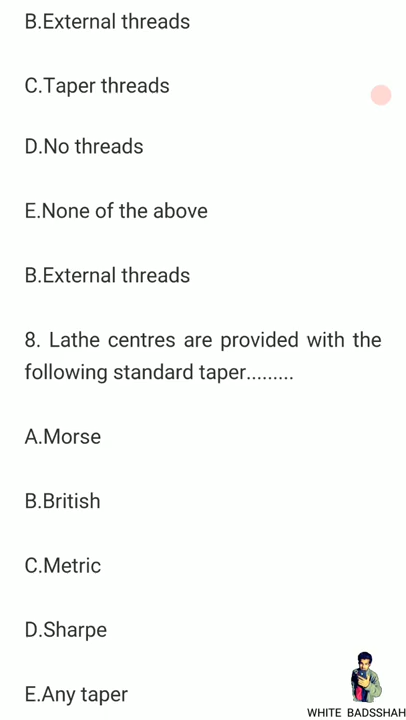 B.External threads
C.Taper threads
D.No threads
E.None of the above
B.External threads
8. Lathe centres are provided with the
following standard taper.........
A.Morse
B.British
C.Metric
D.Sharpe
E.Any taper
WHITE BADSSHAH